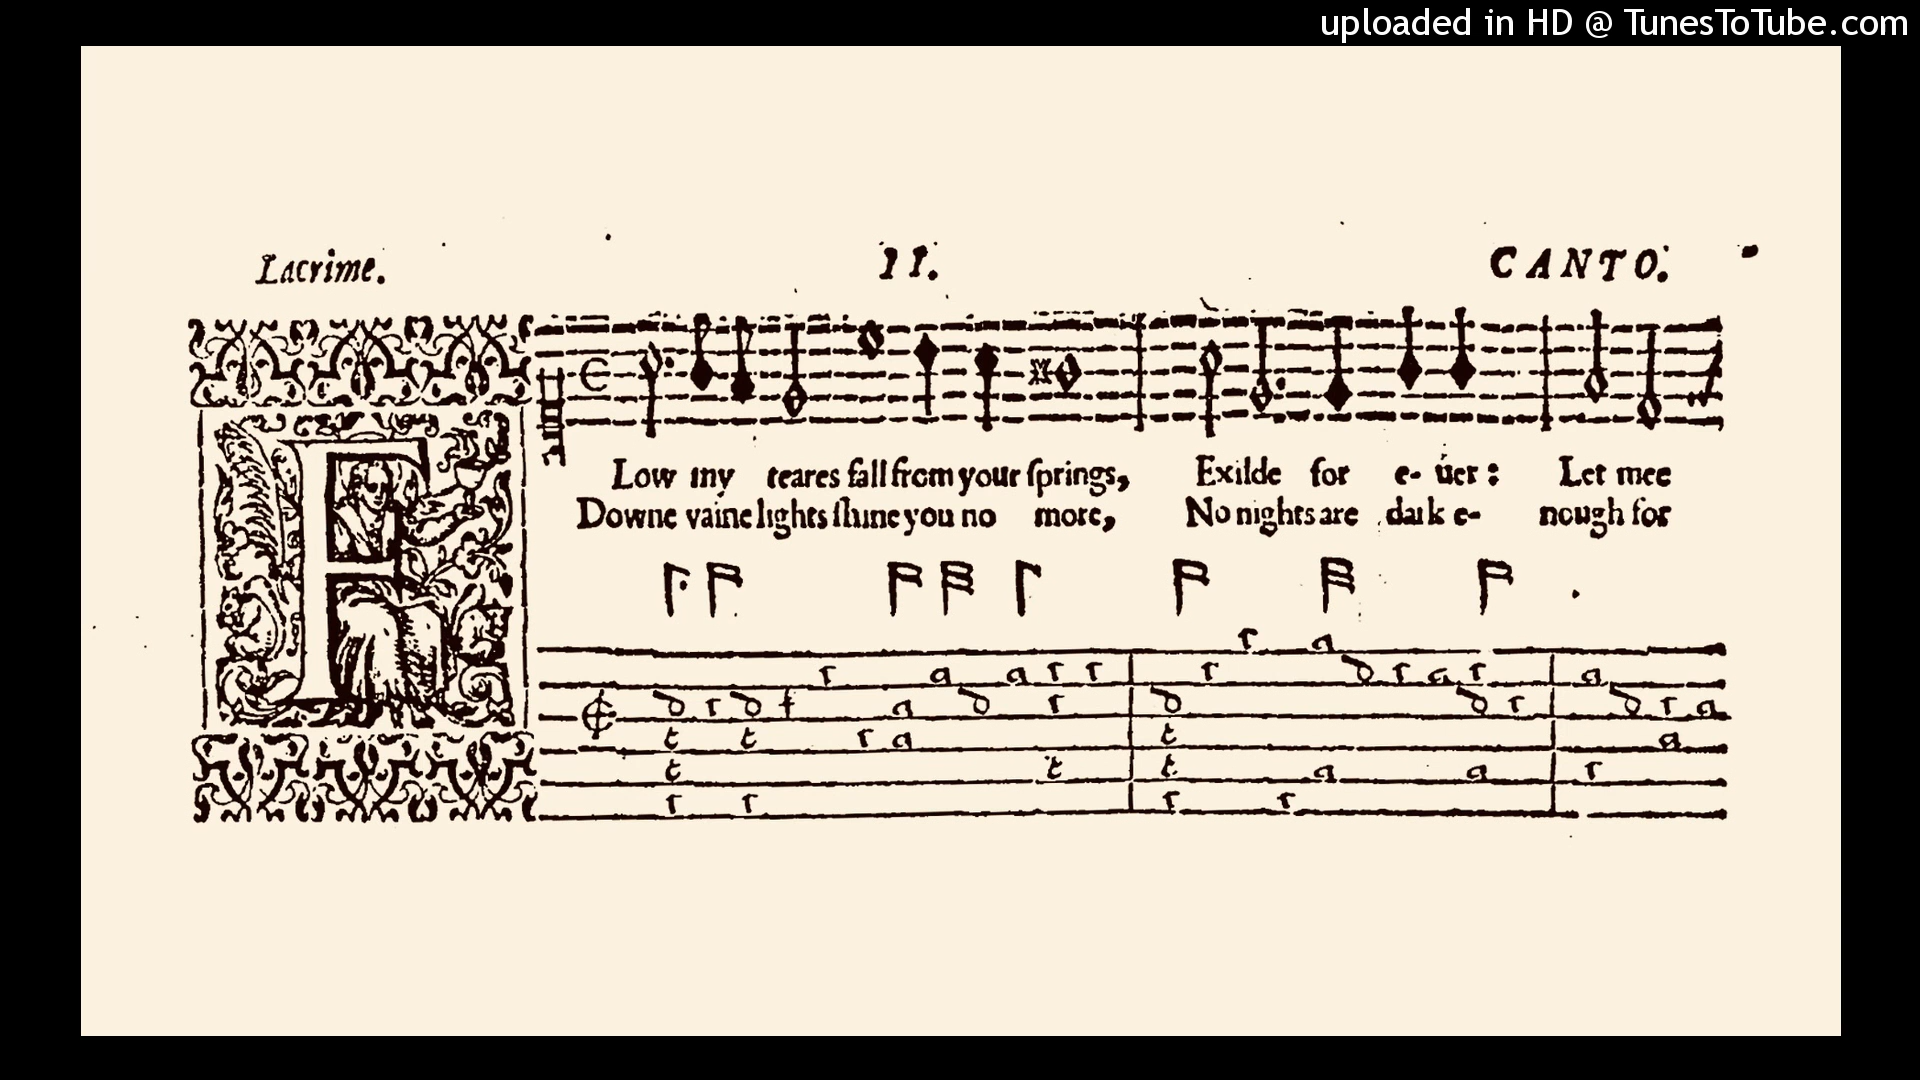 uploaded in HD @ TunesToTube.com
Lacrime. II. CANTO.
F
Low my teares fall from your ſprings, Exilde for e- uer: Let mee
Downe vaine lights ſhine you no more, No nights are dark e- nough for